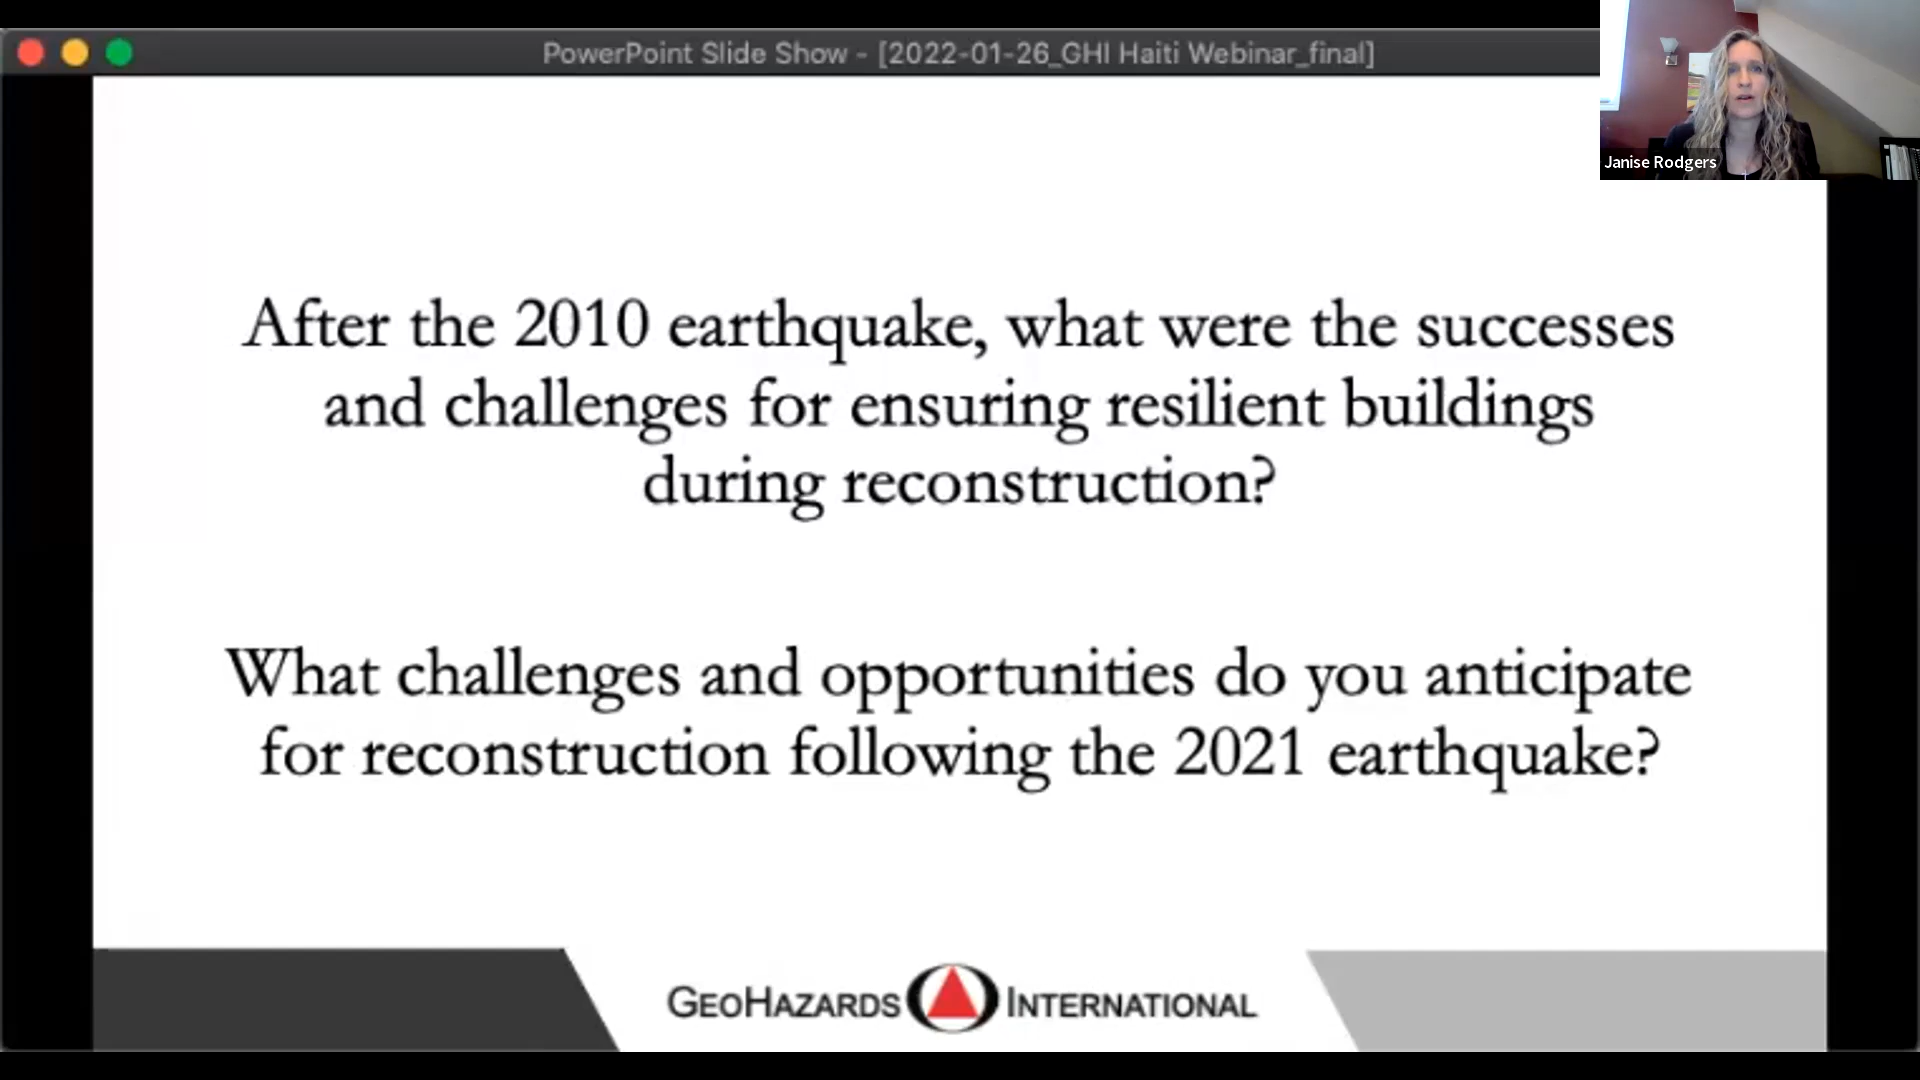 PowerPoint Slide Show - [2022-01-26_GHI Haiti Webinar_final]
Janise Rodgers
After the 2010 earthquake, what were the successes
and challenges for ensuring resilient buildings
during reconstruction?
What challenges and opportunities do you anticipate
for reconstruction following the 2021 earthquake?
GEOHAZARDS INTERNATIONAL